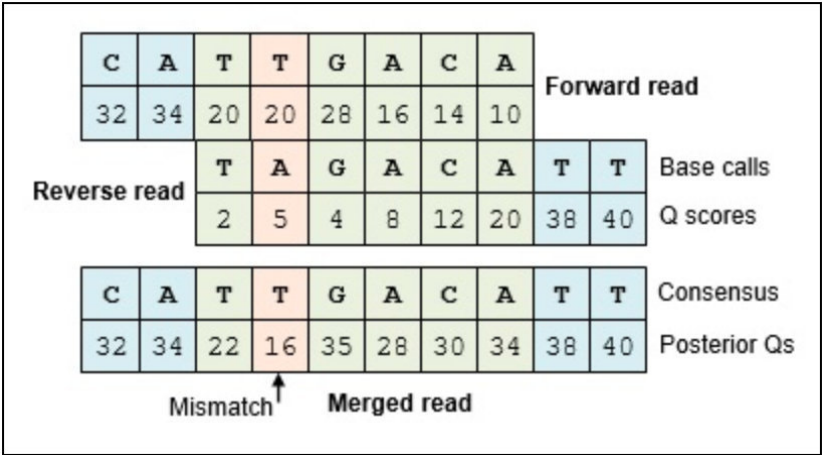 C A T T G A C A
Forward read
32 34 20 20 28 16 14 10
T A G A C A T T Base calls
Reverse read
2 5 4 8 12 20 38 40 Q scores
C A T T G A C A T T Consensus
32 34 22 16 35 28 30 34 38 40 Posterior Qs
Mismatch Merged read